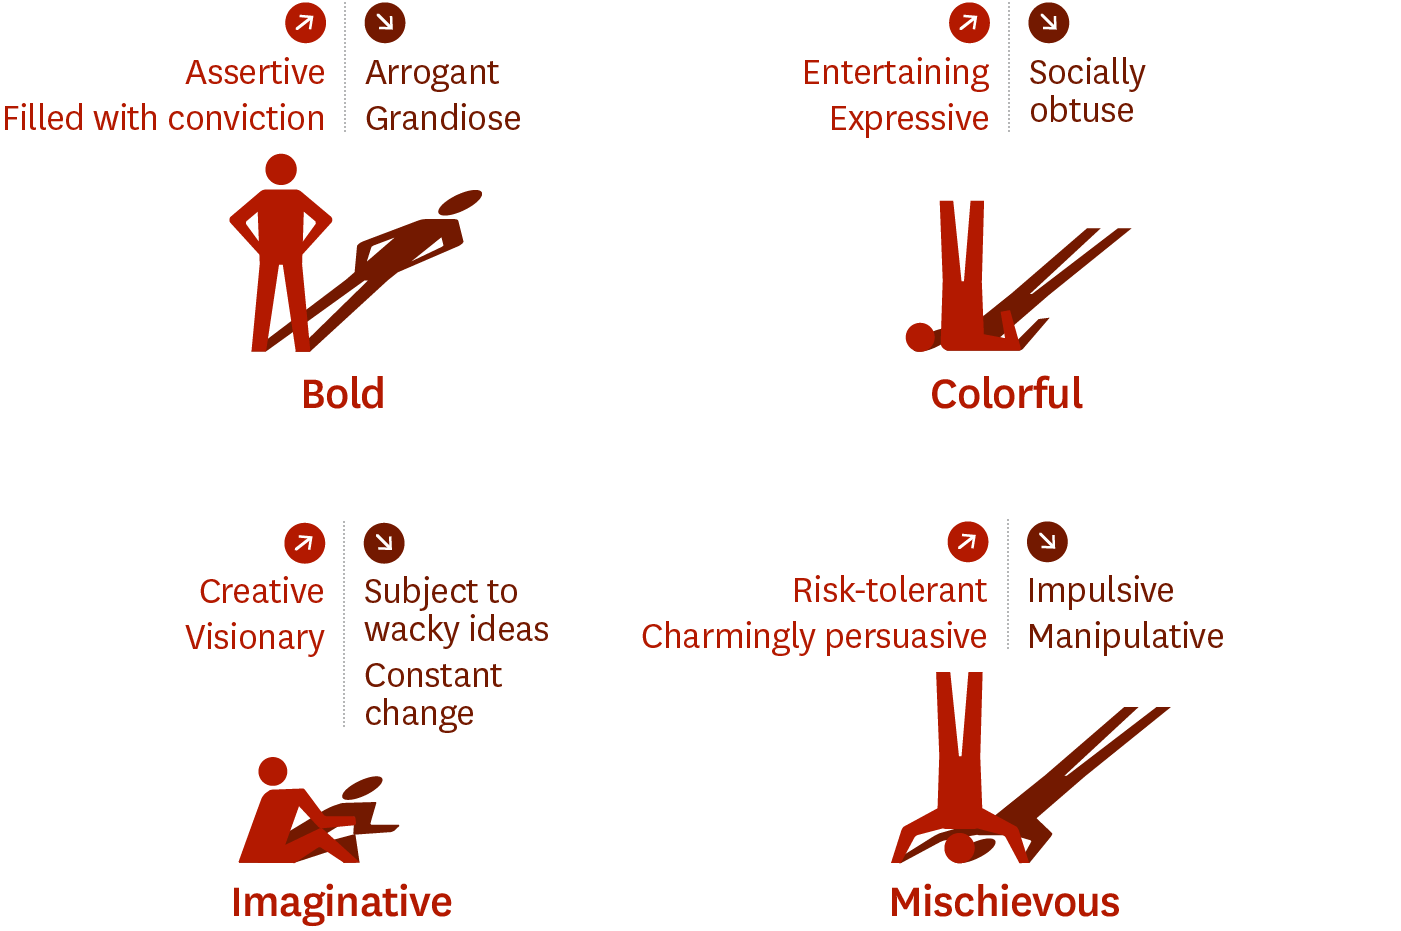 Assertive
Filled with conviction
Arrogant
Grandiose
Bold
Entertaining
Expressive
Socially
obtuse
Colorful
Creative
Visionary
Subject to
wacky ideas
Constant
change
Imaginative
Risk-tolerant
Charmingly persuasive
Impulsive
Manipulative
Mischievous